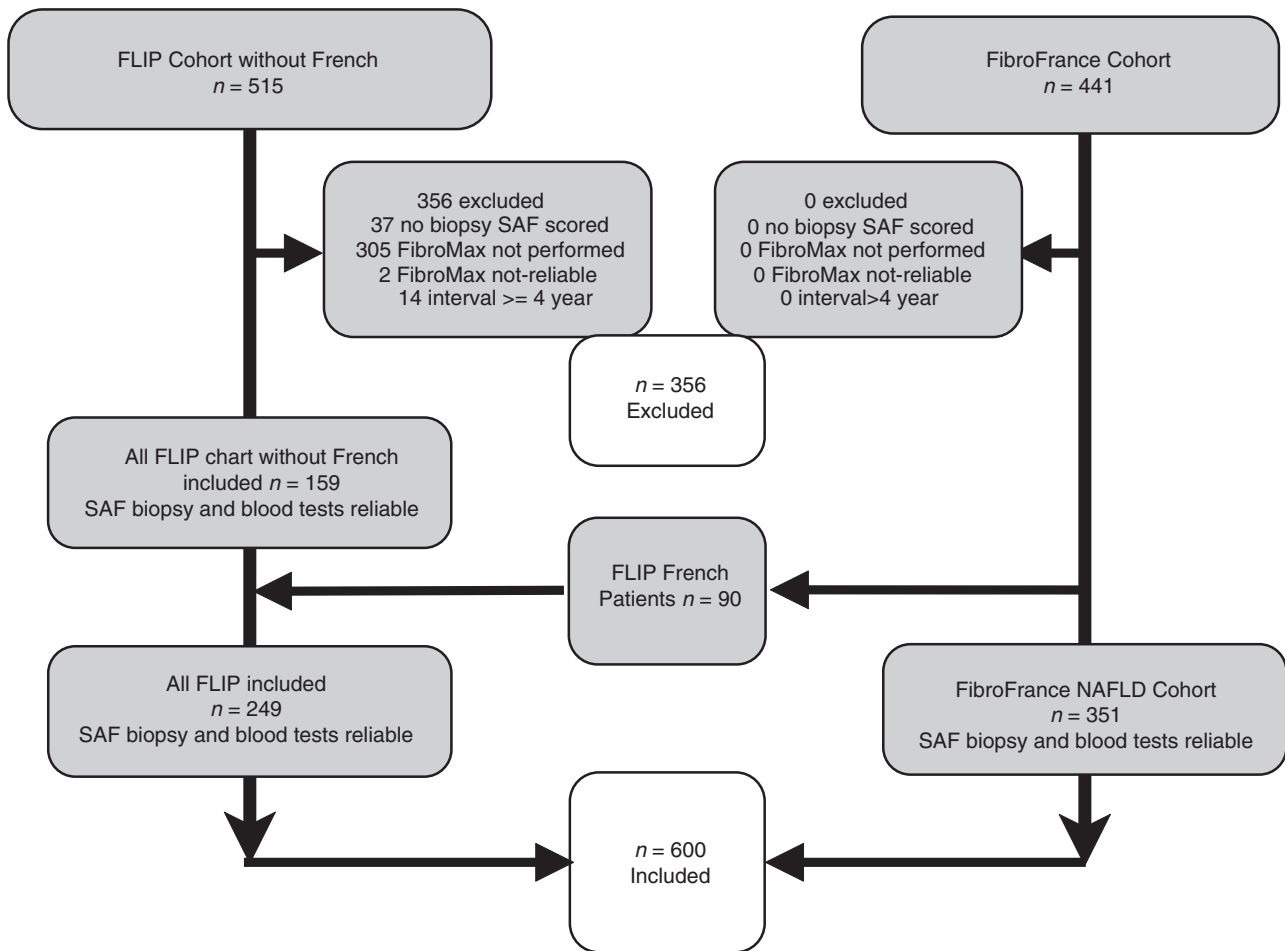 FLIP Cohort without French
n = 515
FibroFrance Cohort
n = 441
356 excluded
37 no biopsy SAF scored
305 FibroMax not performed
2 FibroMax not-reliable
14 interval >= 4 year
0 excluded
0 no biopsy SAF scored
0 FibroMax not performed
0 FibroMax not-reliable
0 interval>4 year
n = 356
Excluded
All FLIP chart without French
included n = 159
SAF biopsy and blood tests reliable
FLIP French
Patients n = 90
All FLIP included
n = 249
SAF biopsy and blood tests reliable
FibroFrance NAFLD Cohort
n = 351
SAF biopsy and blood tests reliable
n = 600
Included